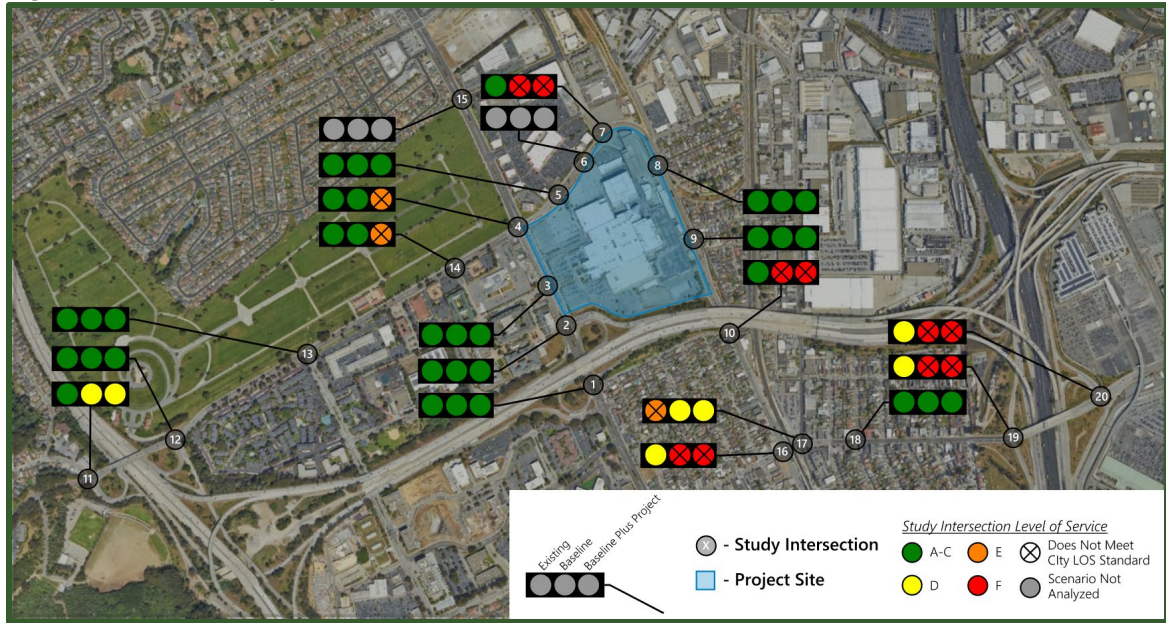 15
7
6
8
5
4
9
14
3
2
10
13
1
20
12
17
18
19
16
11
Existing
Baseline
Baseline Plus Project
X - Study Intersection
- Project Site
Study Intersection Level of Service
A-C
E
Does Not Meet
CIty LOS Standard
D
F
Scenario Not
Analyzed